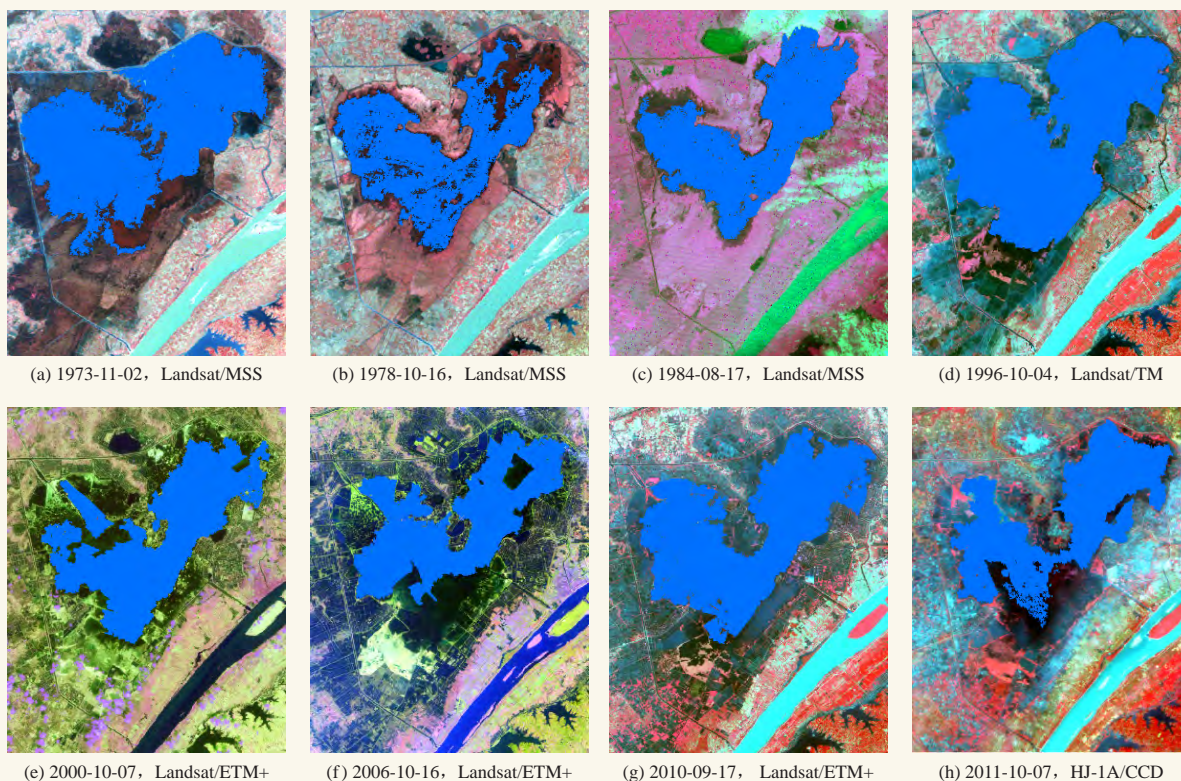 (a) 1973-11-02，Landsat/MSS
(b) 1978-10-16，Landsat/MSS
(c) 1984-08-17，Landsat/MSS
(d) 1996-10-04，Landsat/TM
(e) 2000-10-07，Landsat/ETM+
(f) 2006-10-16，Landsat/ETM+
(g) 2010-09-17，Landsat/ETM+
(h) 2011-10-07，HJ-1A/CCD